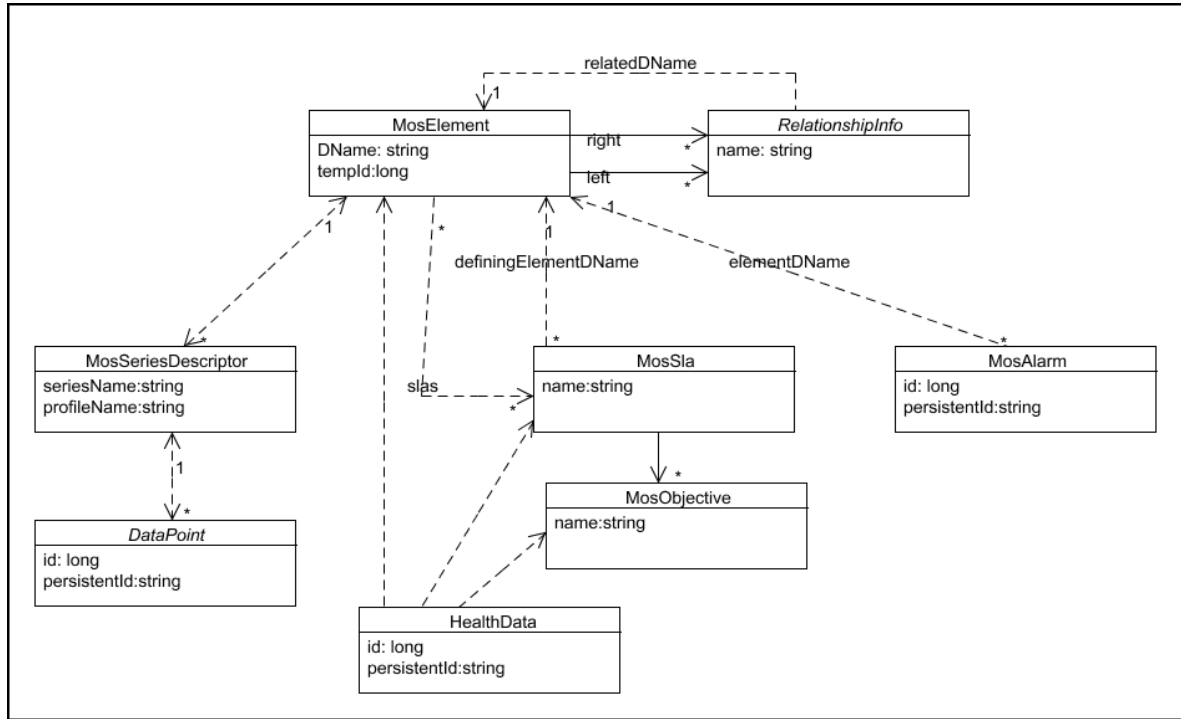 relatedDName
1
MosElement
DName: string
tempId:long
right
*
left
*
RelationshipInfo
name: string
1
*
1
1
definingElementDName
elementDName
*
MosSeriesDescriptor
seriesName:string
profileName:string
slas
*
*
MosSla
name:string
*
MosAlarm
id: long
persistentId:string
1
*
*
MosObjective
name:string
DataPoint
id: long
persistentId:string
HealthData
id: long
persistentId:string